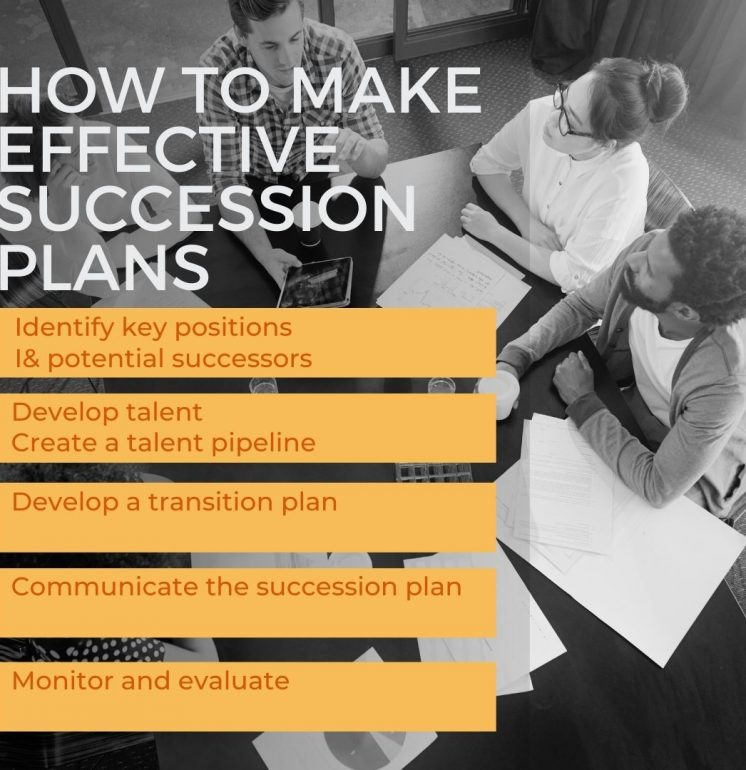 HOW TO MAKE
EFFECTIVE
SUCCESSION
PLANS
Identify key positions
I& potential successors
Develop talent
Create a talent pipeline
Develop a transition plan
Communicate the succession plan
Monitor and evaluate